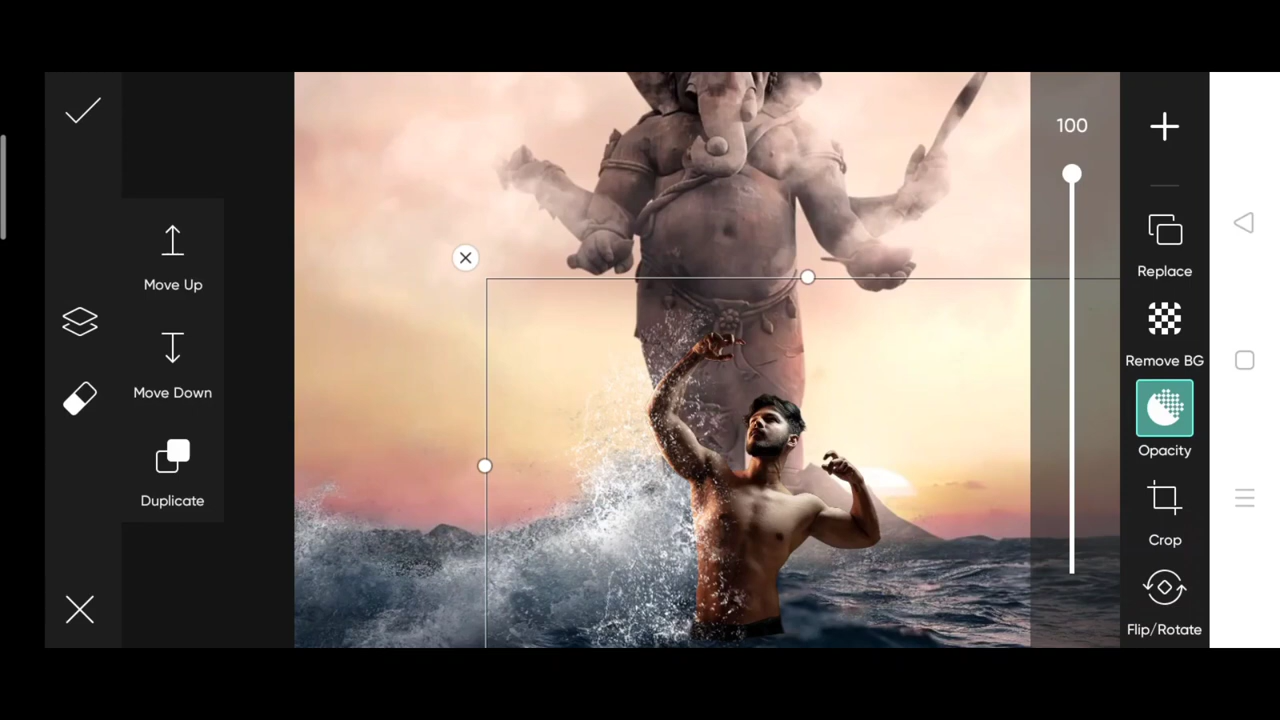 100
Replace
Move Up
Remove BG
Move Down
Opacity
Duplicate
Crop
Flip/Rotate